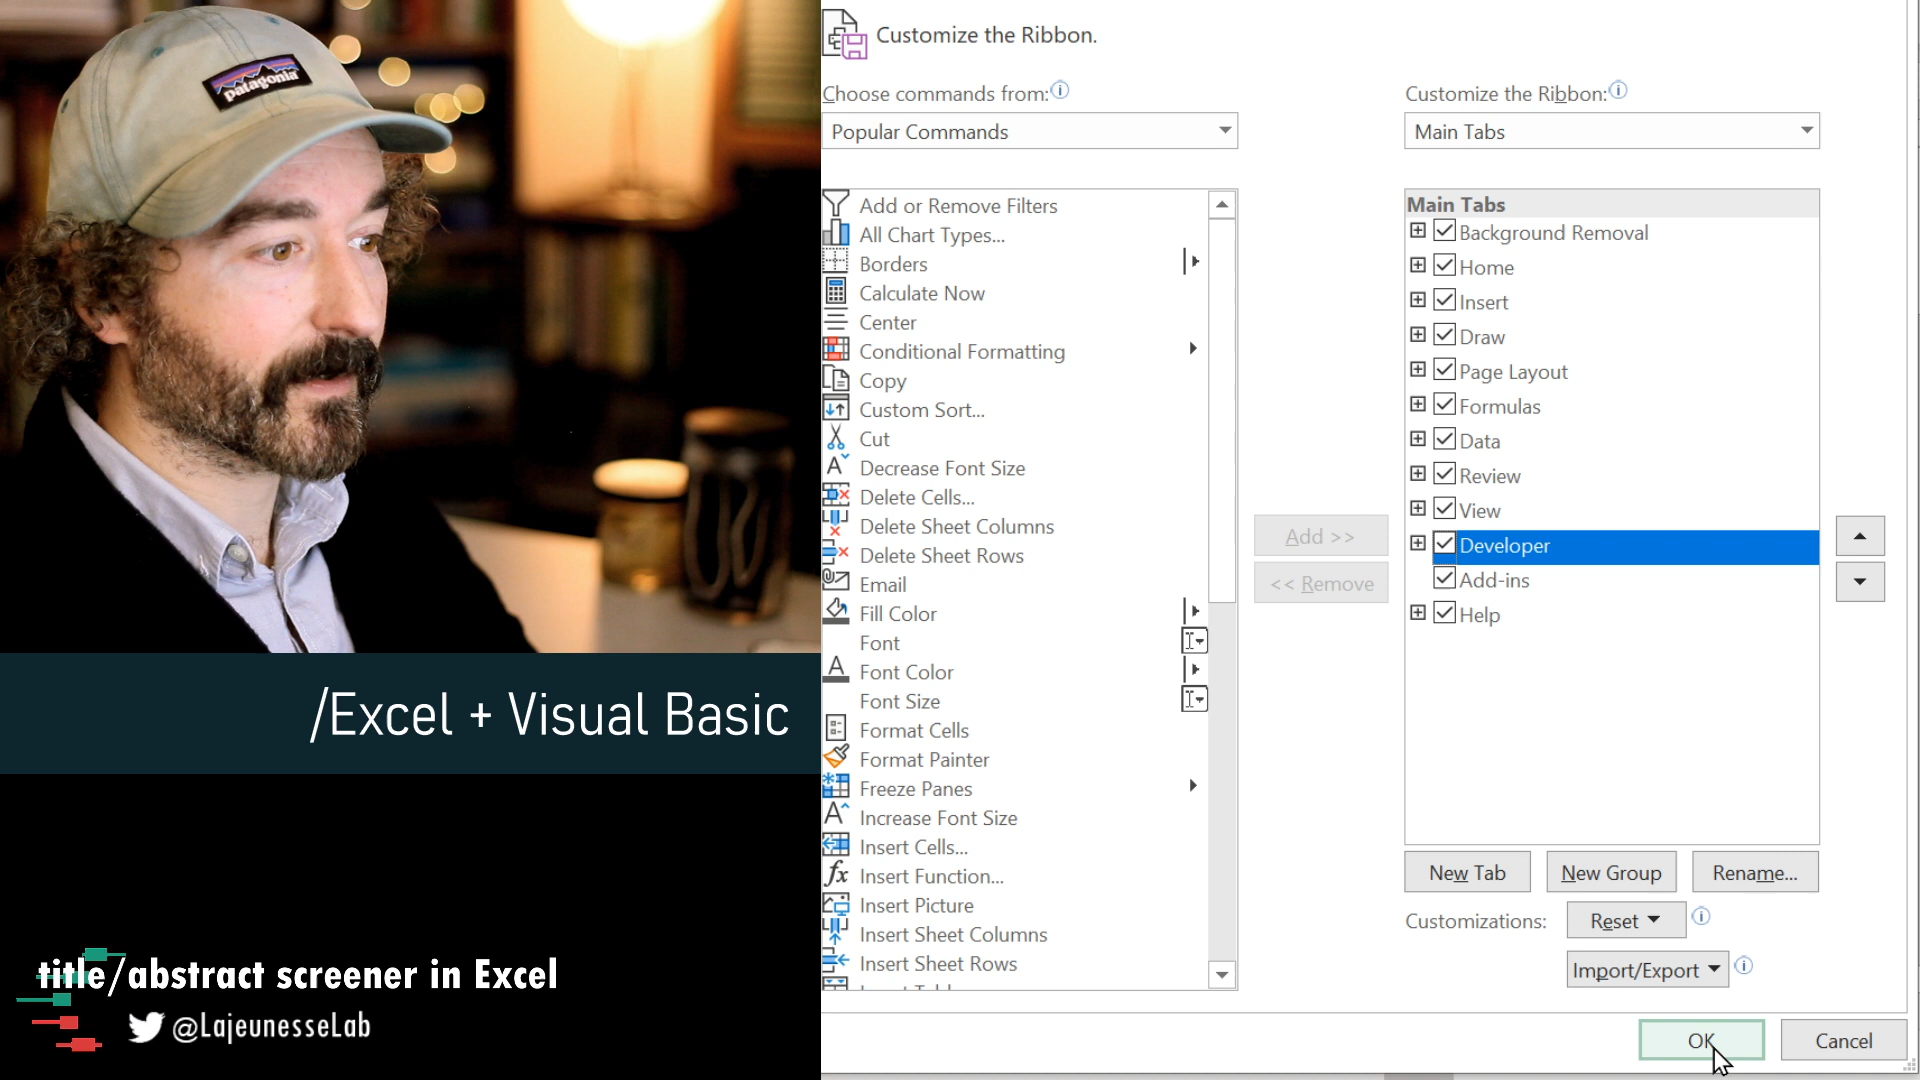 patagonia
/Excel + Visual Basic
title/abstract screener in Excel
@LajeunesseLab
Customize the Ribbon.
Choose commands from:
Popular Commands
Add or Remove Filters
All Chart Types...
Borders
Calculate Now
Center
Conditional Formatting
Copy
Custom Sort...
Cut
Decrease Font Size
Delete Cells...
Delete Sheet Columns
Delete Sheet Rows
Email
Fill Color
Font
Font Color
Font Size
Format Cells
Format Painter
Freeze Panes
Increase Font Size
Insert Cells...
Insert Function...
Insert Picture
Insert Sheet Columns
Insert Sheet Rows
Add >>
<< Remove
Customize the Ribbon:
Main Tabs
Main Tabs
Background Removal
Home
Insert
Draw
Page Layout
Formulas
Data
Review
View
Developer
Add-ins
Help
New Tab
New Group
Rename...
Customizations:
Reset
Import/Export
OK
Cancel